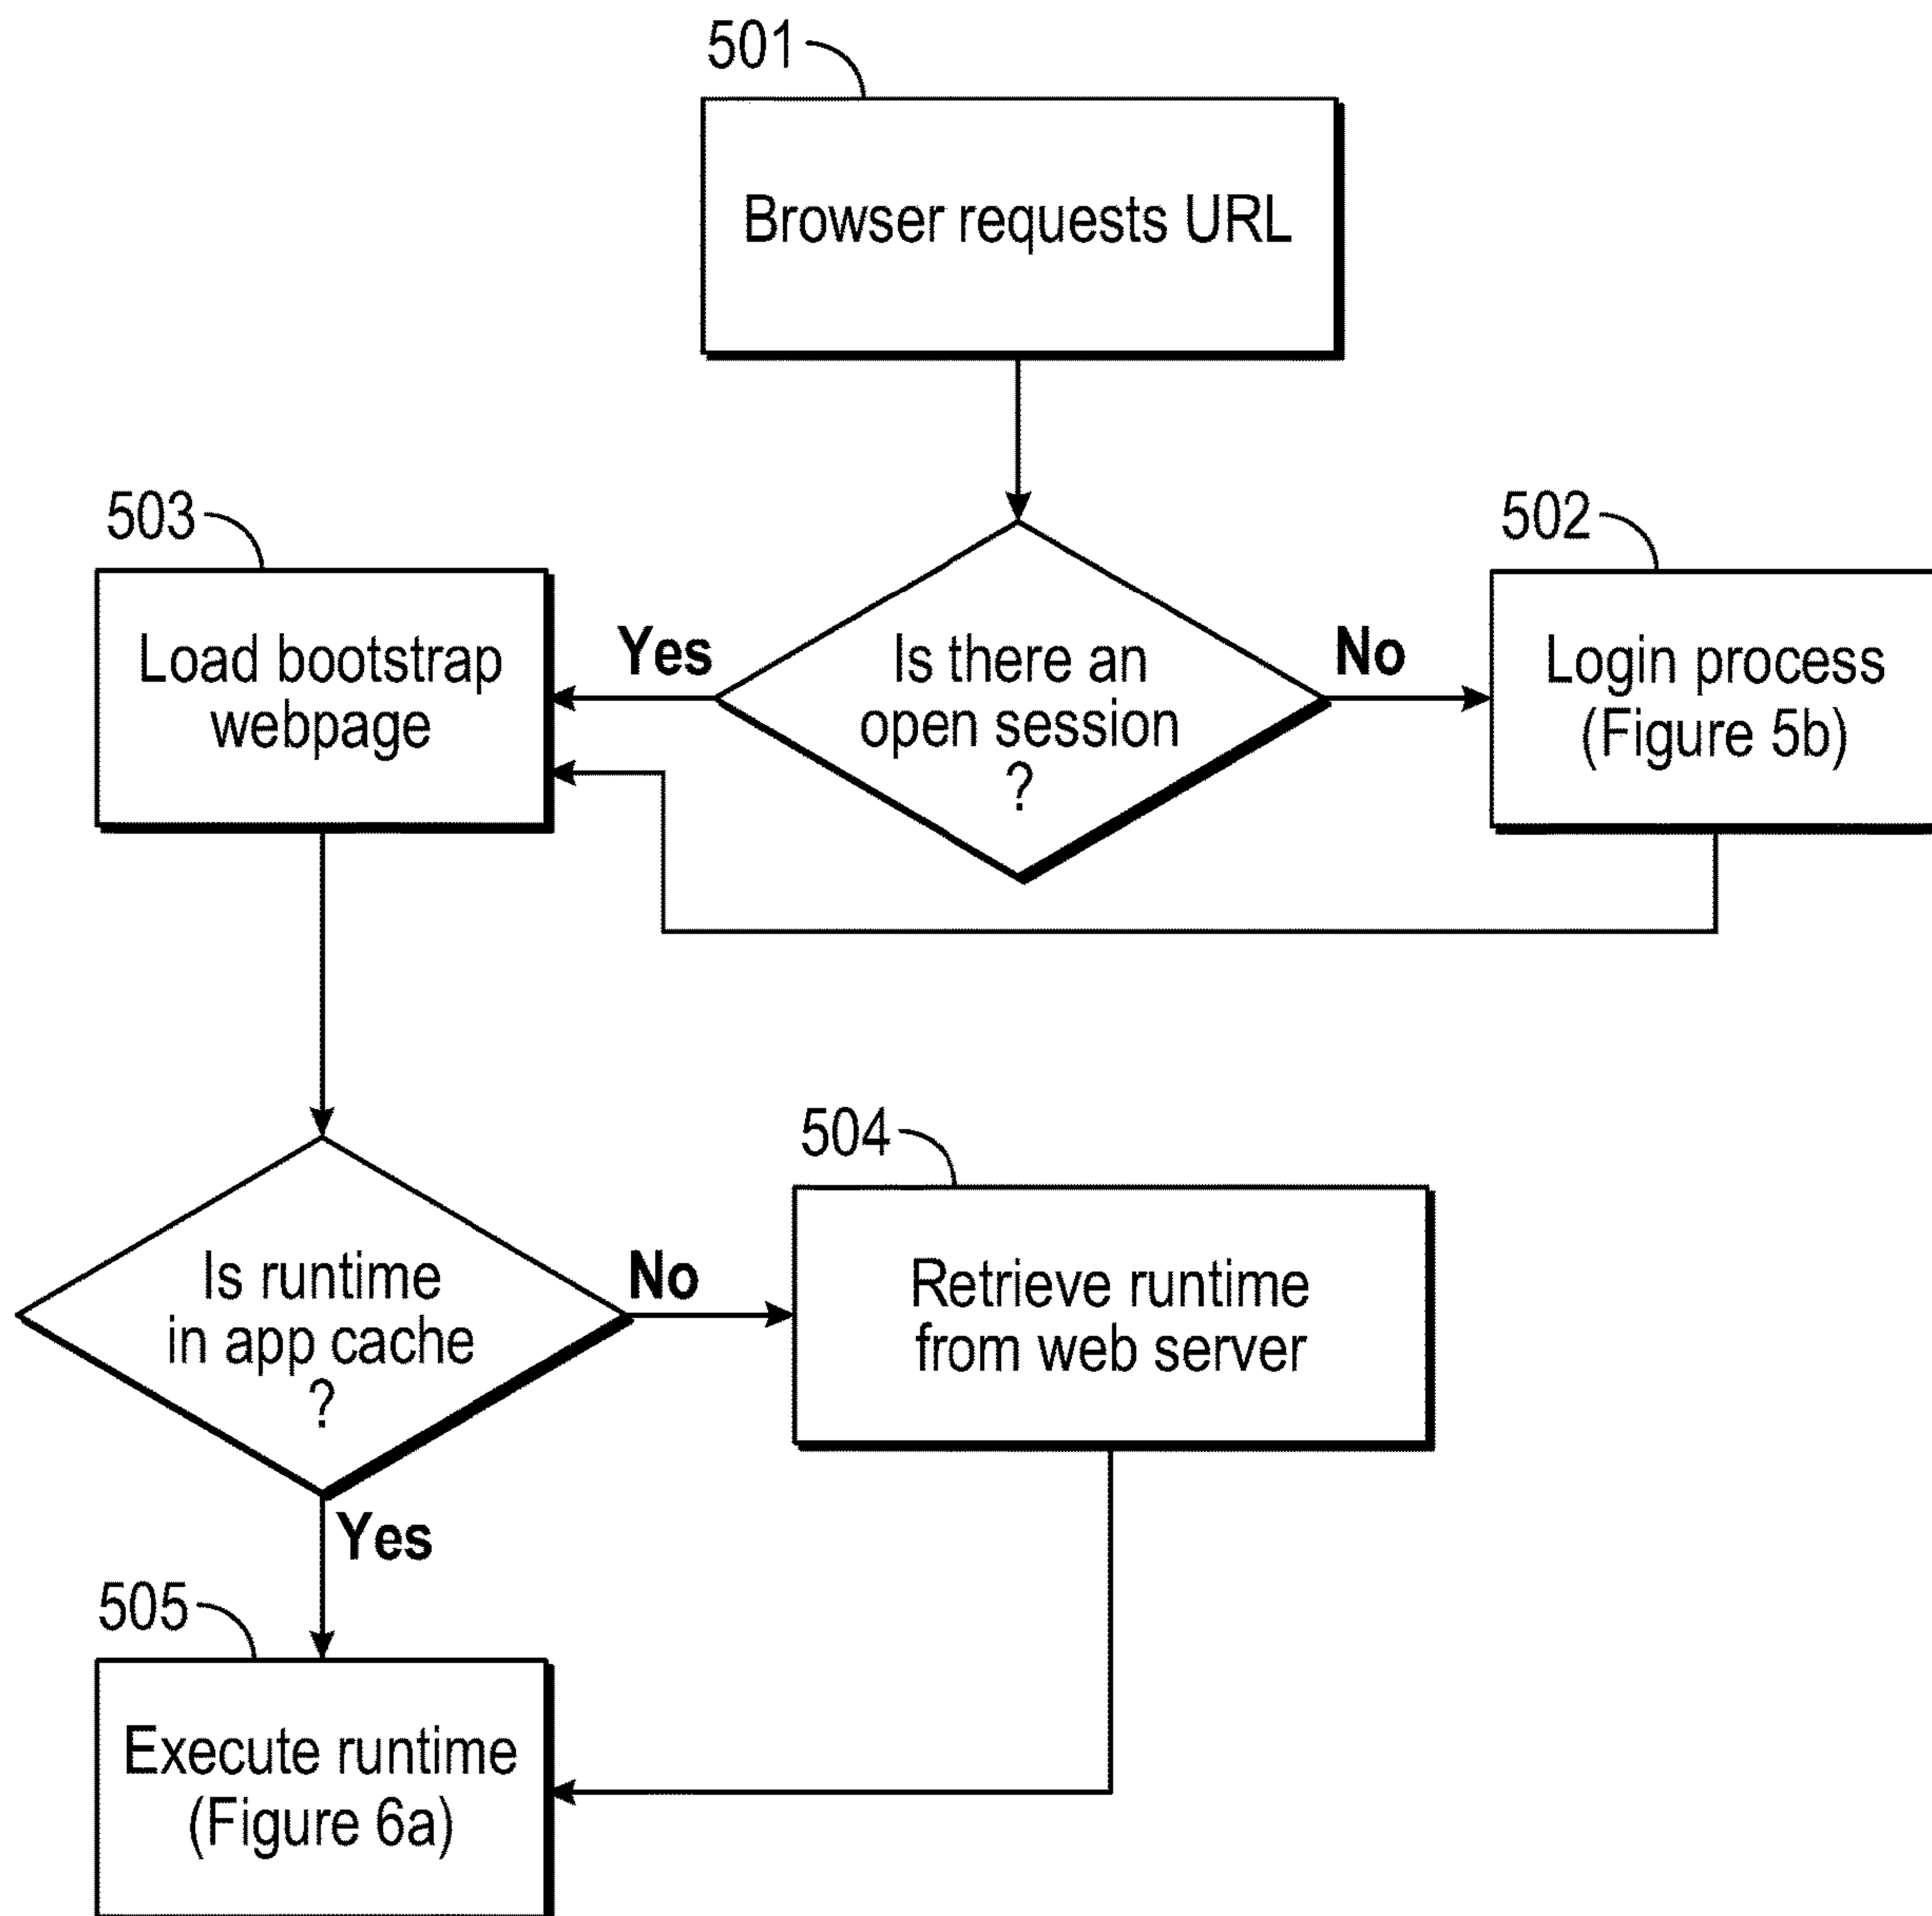 501
Browser requests URL
503
502
Load bootstrap
webpage
Yes
Is there an
open session
?
No
Login process
(Figure 5b)
504
Is runtime
in app cache
?
No
Retrieve runtime
from web server
Yes
505
Execute runtime
(Figure 6a)